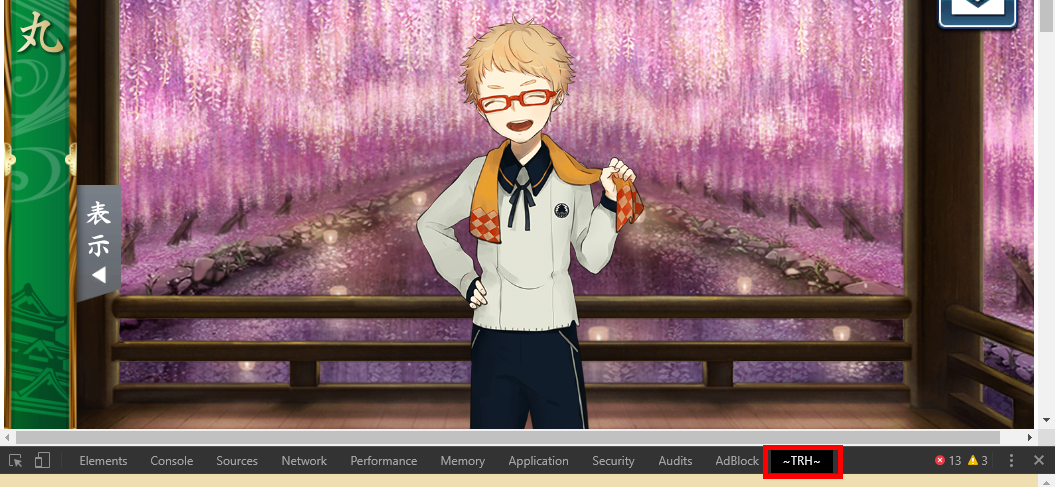 丸
表
示
Elements Console Sources Network Performance Memory Application Security Audits AdBlock ~TRH~ 13 3